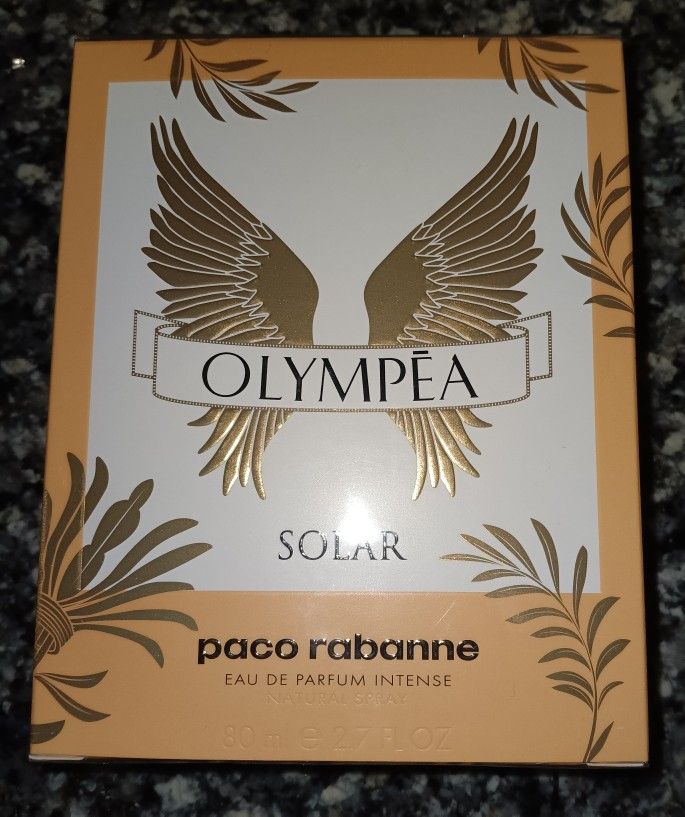 OLYMPĒA
SOLAR
paco rabanne
EAU DE PARFUM INTENSE
NATURAL SPRAY
80 ml ℮ 2.7 FL OZ